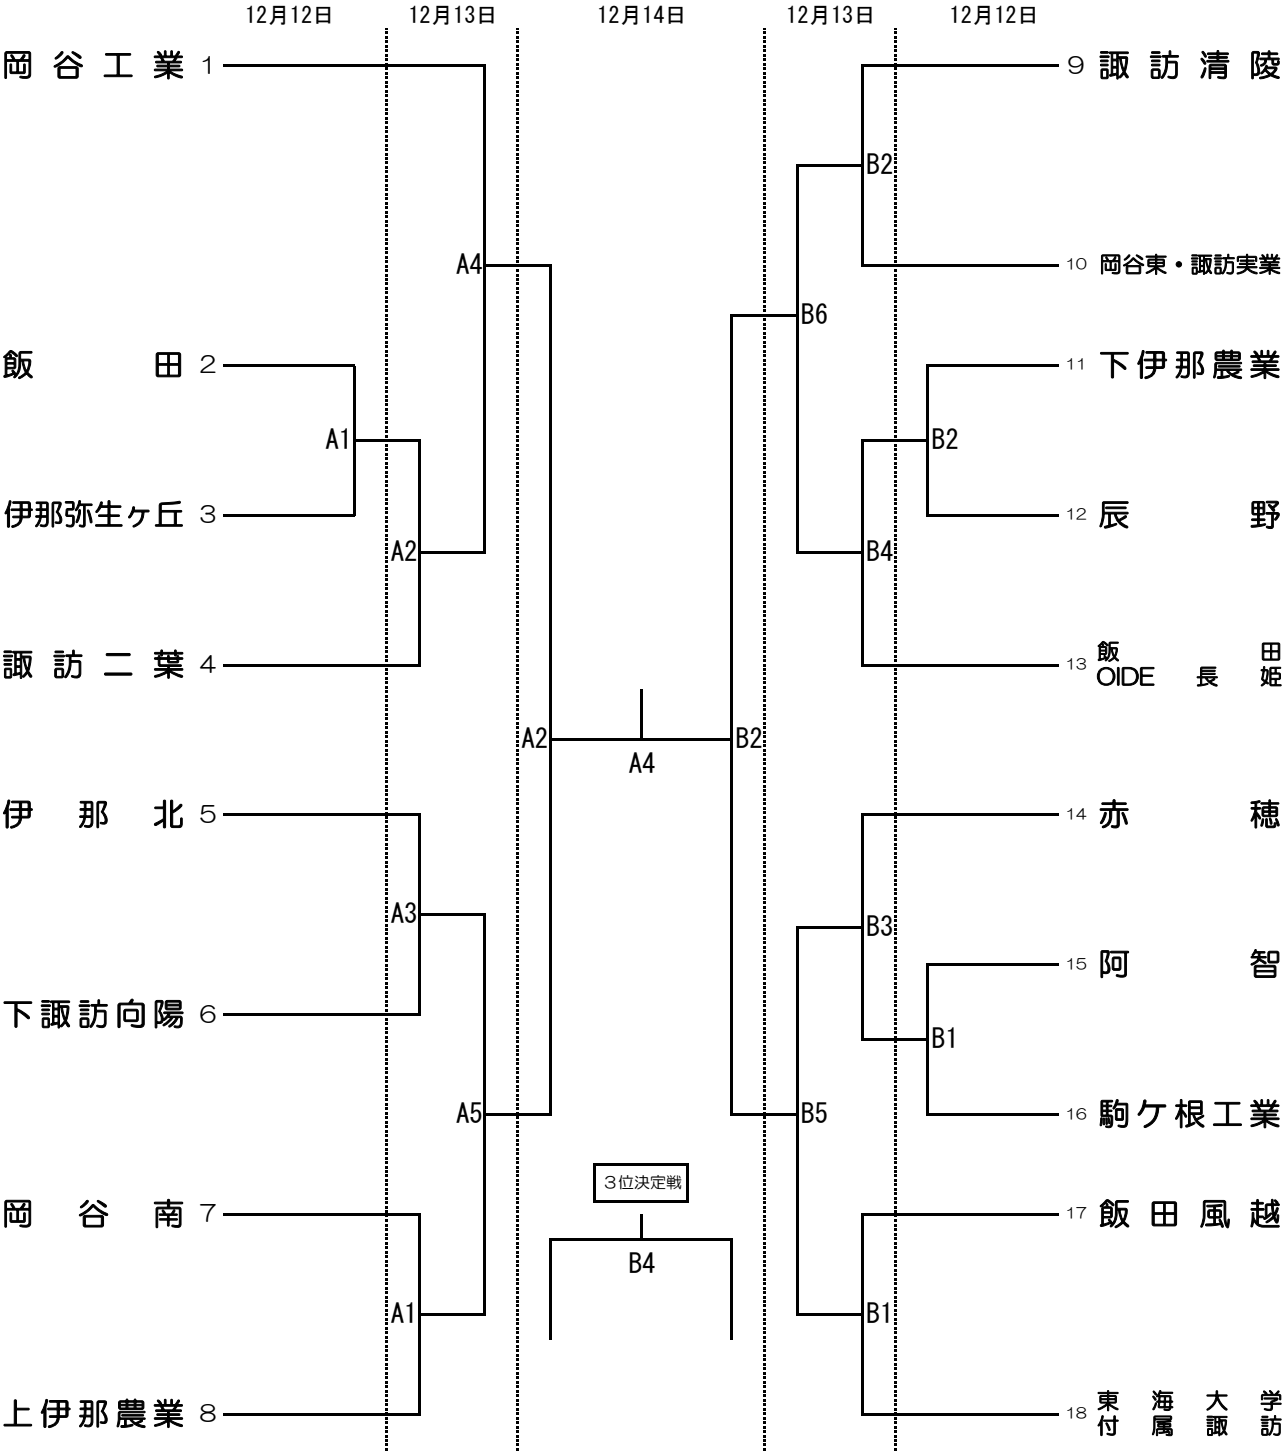 12月12日 12月13日 12月14日 12月13日 12月12日
岡谷工業 1
9 諏訪清陵
B2
A4
10 岡谷東・諏訪実業
B6
飯田 2
11 下伊那農業
A1
B2
伊那弥生ヶ丘 3
12 辰野
A2
B4
諏訪二葉 4
13 飯田
OIDE 長姫
A2
A4
B2
伊那北 5
14 赤穂
A3
B3
15 阿智
下諏訪向陽 6
B1
A5
B5
16 駒ケ根工業
3位決定戦
岡谷南 7
17 飯田風越
B4
A1
B1
上伊那農業 8
18 東海大学
付属諏訪